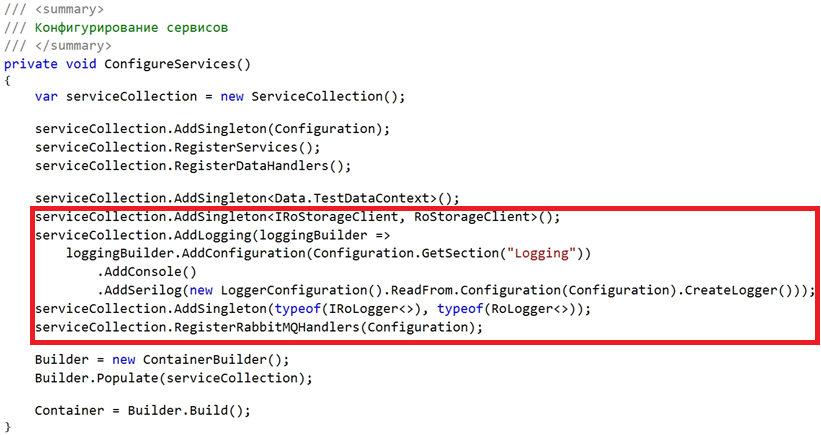 /// <summary>
/// Конфигурирование сервисов
/// </summary>
private void ConfigureServices()
{
    var serviceCollection = new ServiceCollection();

    serviceCollection.AddSingleton(Configuration);
    serviceCollection.RegisterServices();
    serviceCollection.RegisterDataHandlers();

    serviceCollection.AddSingleton<Data.TestDataContext>();
    serviceCollection.AddSingleton<IRoStorageClient, RoStorageClient>();
    serviceCollection.AddLogging(loggingBuilder =>
        loggingBuilder.AddConfiguration(Configuration.GetSection("Logging"))
            .AddConsole()
            .AddSerilog(new LoggerConfiguration().ReadFrom.Configuration(Configuration).CreateLogger()));
    serviceCollection.AddSingleton(typeof(IRoLogger<>), typeof(RoLogger<>));
    serviceCollection.RegisterRabbitMQHandlers(Configuration);

    Builder = new ContainerBuilder();
    Builder.Populate(serviceCollection);

    Container = Builder.Build();
}